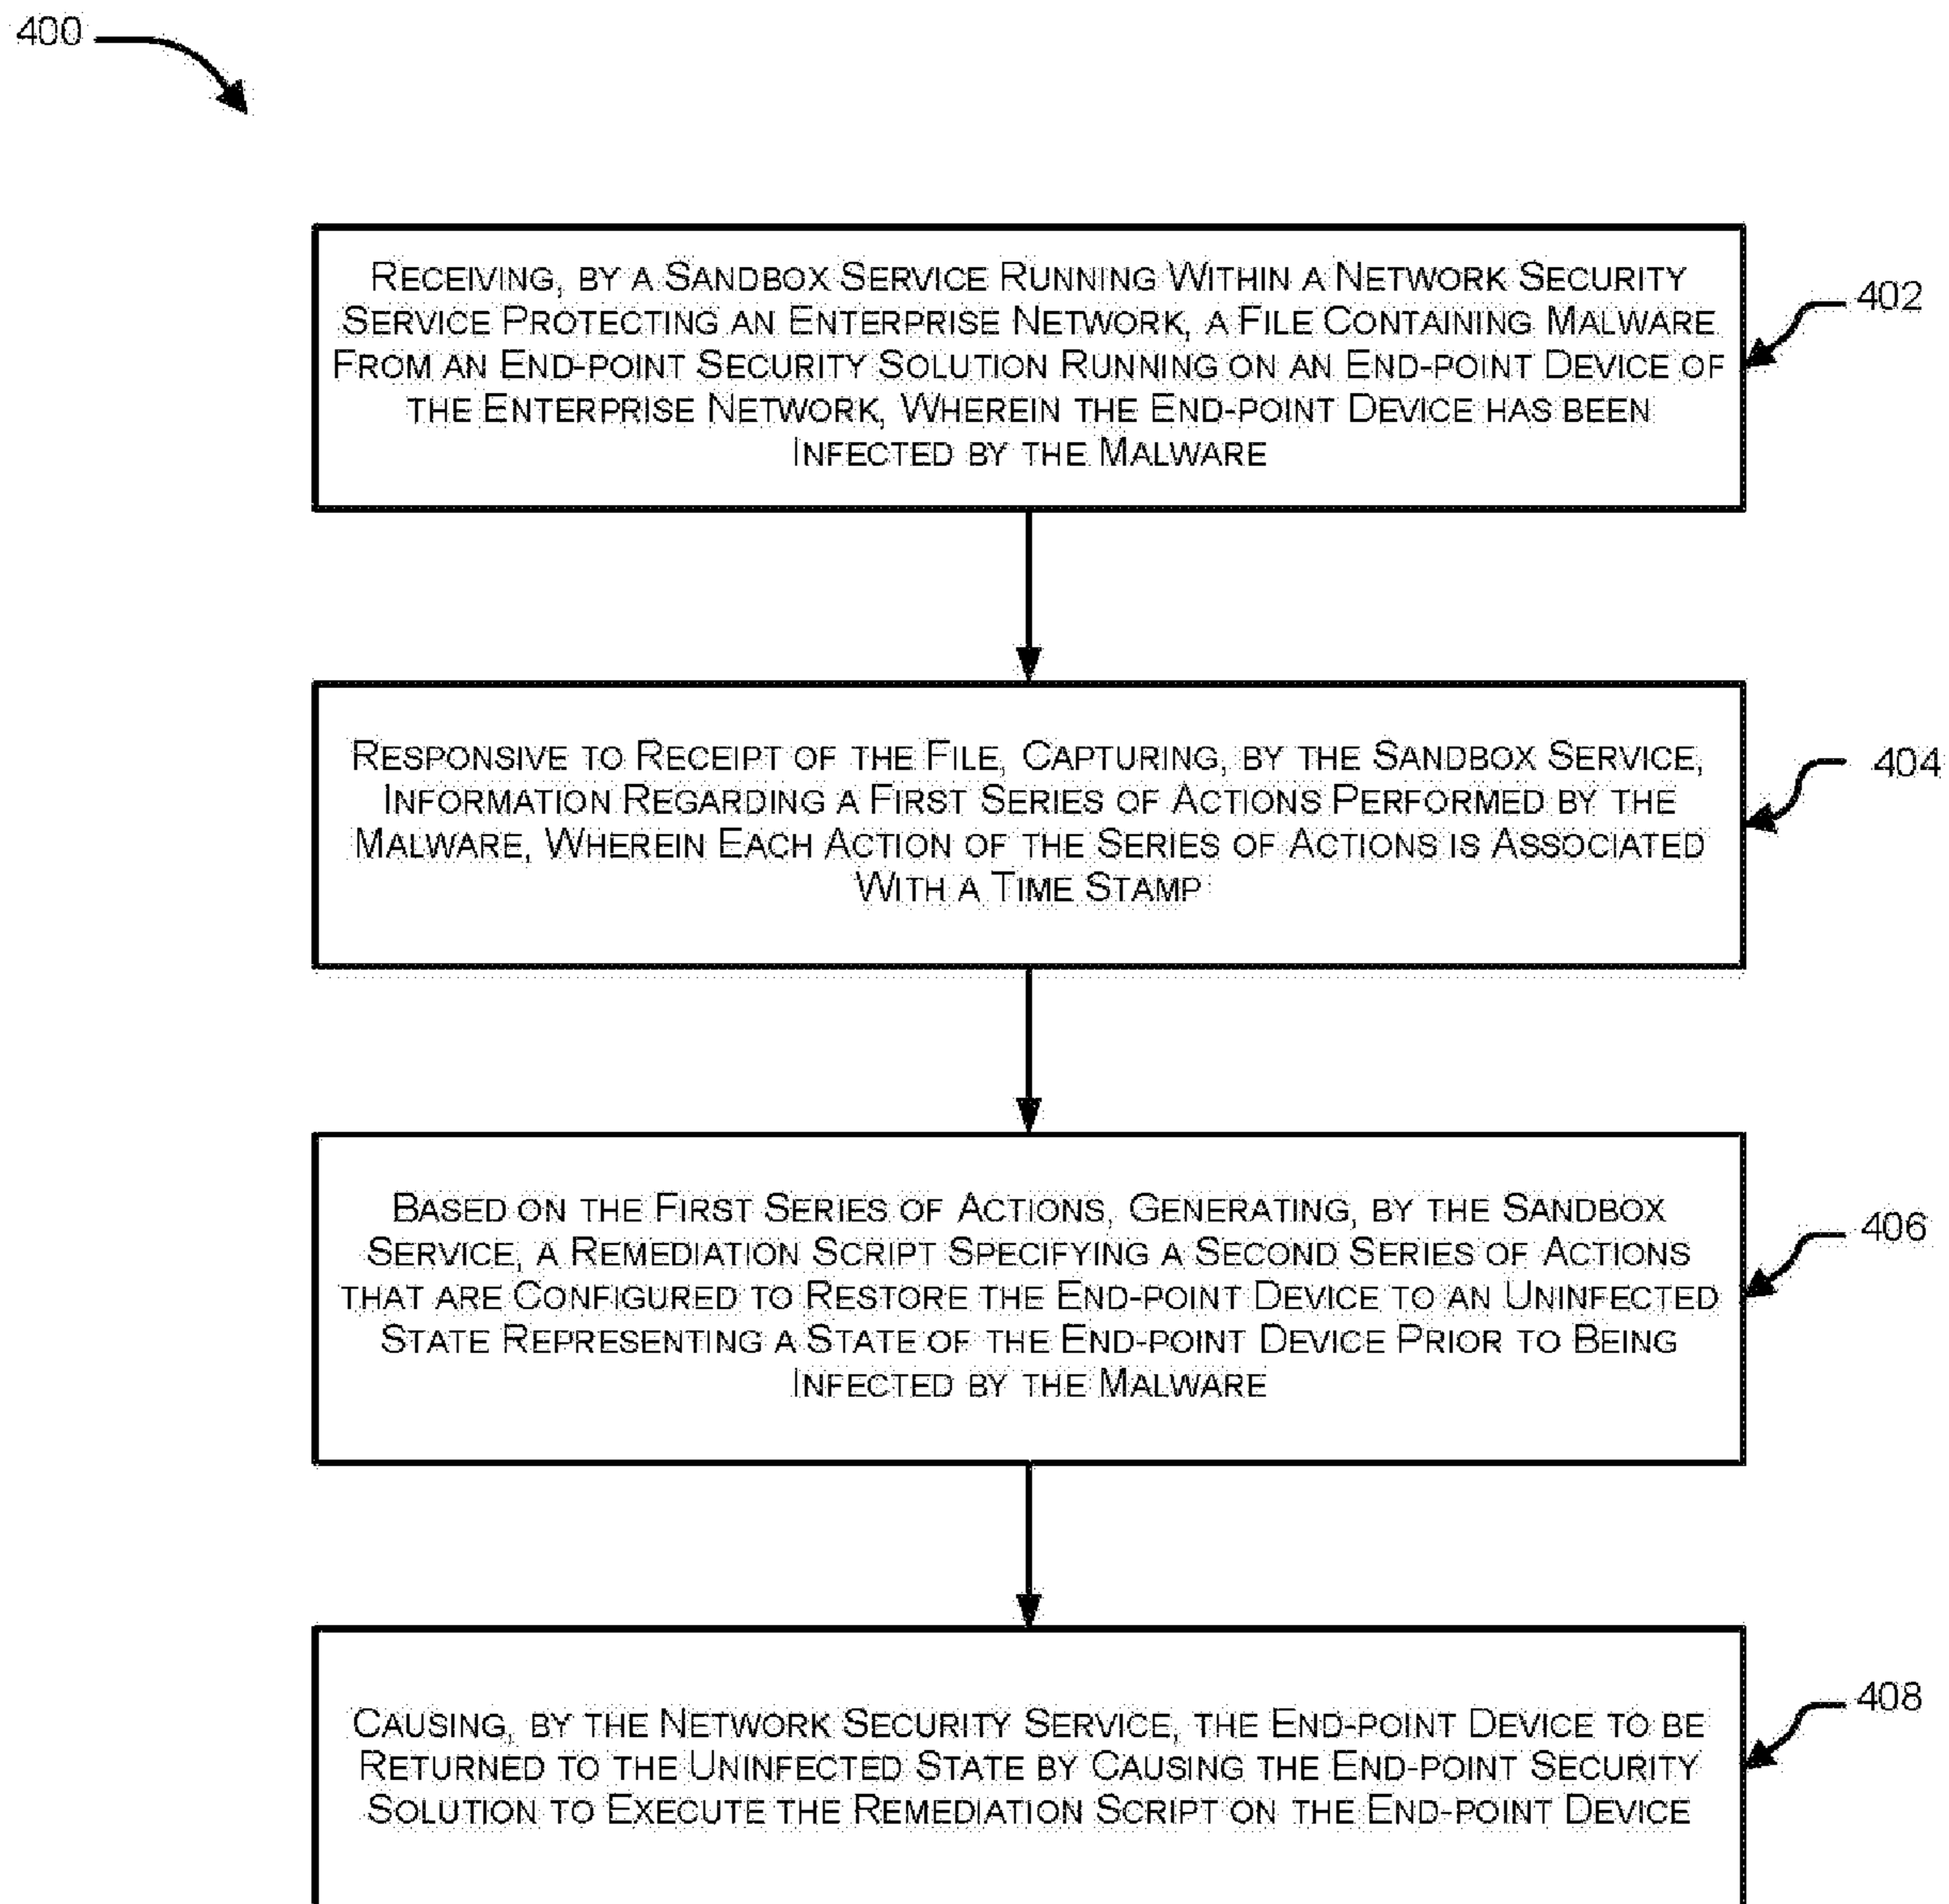 400
RECEIVING, BY A SANDBOX SERVICE RUNNING WITHIN A NETWORK SECURITY
SERVICE PROTECTING AN ENTERPRISE NETWORK, A FILE CONTAINING MALWARE
FROM AN END-POINT SECURITY SOLUTION RUNNING ON AN END-POINT DEVICE OF
THE ENTERPRISE NETWORK, WHEREIN THE END-POINT DEVICE HAS BEEN
INFECTED BY THE MALWARE
402
RESPONSIVE TO RECEIPT OF THE FILE, CAPTURING, BY THE SANDBOX SERVICE,
INFORMATION REGARDING A FIRST SERIES OF ACTIONS PERFORMED BY THE
MALWARE, WHEREIN EACH ACTION OF THE SERIES OF ACTIONS IS ASSOCIATED
WITH A TIME STAMP
404
BASED ON THE FIRST SERIES OF ACTIONS, GENERATING, BY THE SANDBOX
SERVICE, A REMEDIATION SCRIPT SPECIFYING A SECOND SERIES OF ACTIONS
THAT ARE CONFIGURED TO RESTORE THE END-POINT DEVICE TO AN UNINFECTED
STATE REPRESENTING A STATE OF THE END-POINT DEVICE PRIOR TO BEING
INFECTED BY THE MALWARE
406
CAUSING, BY THE NETWORK SECURITY SERVICE, THE END-POINT DEVICE TO BE
RETURNED TO THE UNINFECTED STATE BY CAUSING THE END-POINT SECURITY
SOLUTION TO EXECUTE THE REMEDIATION SCRIPT ON THE END-POINT DEVICE
408